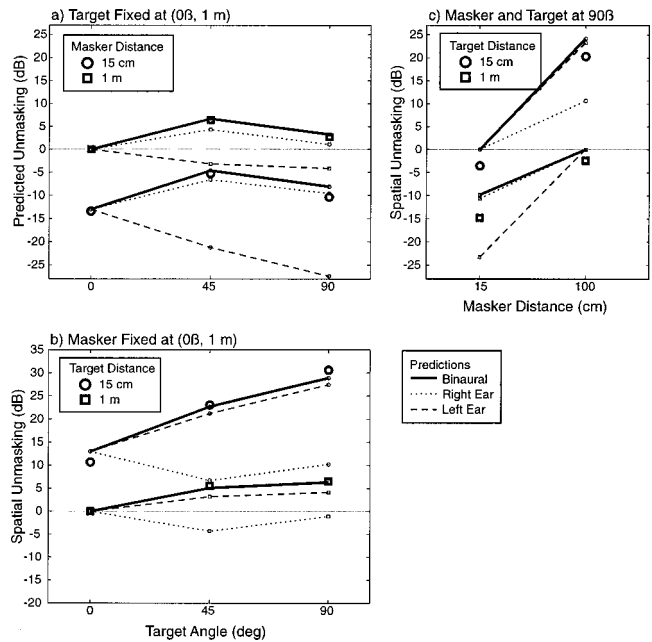 a) Target Fixed at (0ß, 1 m)
Masker Distance
15 cm
1 m
Predicted Unmasking (dB)
25
20
15
10
5
0
-5
-10
-15
-20
-25
0 45 90
c) Masker and Target at 90ß
Target Distance
15 cm
1 m
Spatial Unmasking (dB)
25
20
15
10
5
0
-5
-10
-15
-20
-25
15 100
Masker Distance (cm)
b) Masker Fixed at (0ß, 1 m)
Target Distance
15 cm
1 m
Spatial Unmasking (dB)
35
30
25
20
15
10
5
0
-5
-10
-15
-20
0 45 90
Target Angle (deg)
Predictions
Binaural
Right Ear
Left Ear